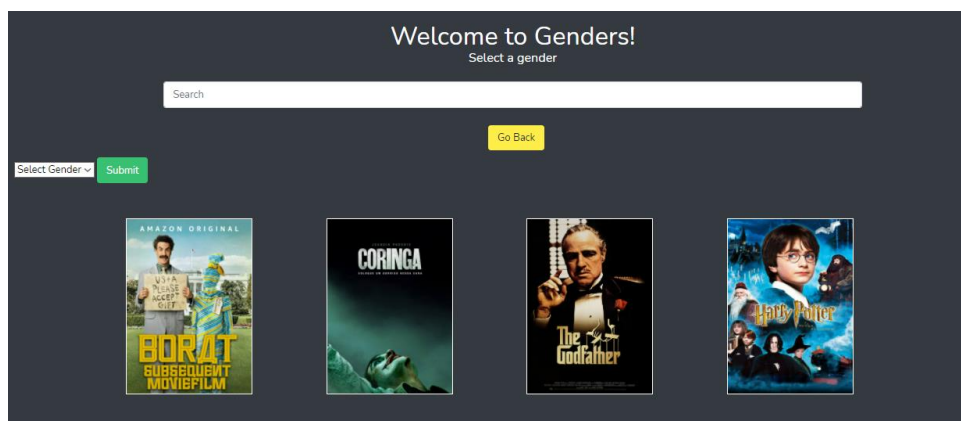 Welcome to Genders!
Select a gender
Search
Go Back
Select Gender
Submit
AMAZON ORIGINAL
US+A
PLEASE
ACCEPT
GIFT
BORAT
SUBSEQUENT
MOVIEFILM
CORINGA
The
Godfather
Harry Potter